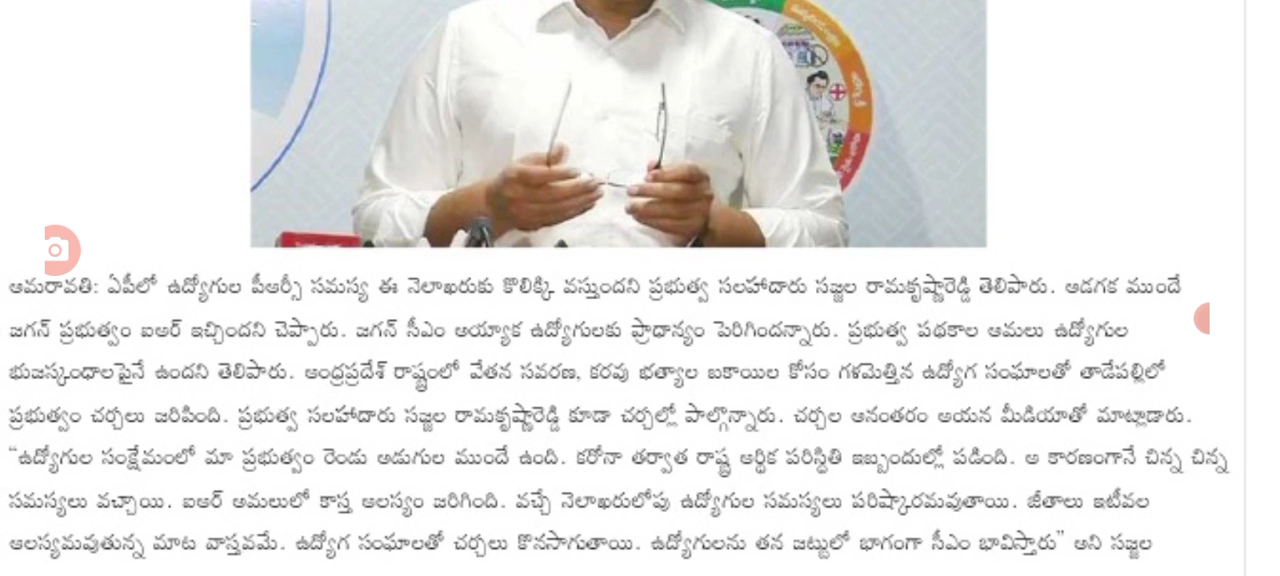 అమరావతి: ఏపీలో ఉద్యోగుల పీఆర్సీ సమస్య ఈ నెలాఖరుకు కొలిక్కి వస్తుందని ప్రభుత్వ సలహాదారు సజ్జల రామకృష్ణారెడ్డి తెలిపారు. అడగక ముందే
జగన్ ప్రభుత్వం ఐఆర్ ఇచ్చిందని చెప్పారు. జగన్ సీఎం అయ్యాక ఉద్యోగులకు ప్రాధాన్యం పెరిగిందన్నారు. ప్రభుత్వ పథకాల అమలు ఉద్యోగుల
భుజస్కంధాలపైనే ఉందని తెలిపారు. ఆంధ్రప్రదేశ్ రాష్ట్రంలో వేతన సవరణ, కరవు భత్యాల బకాయిల కోసం గళమెత్తిన ఉద్యోగ సంఘాలతో తాడేపల్లిలో
ప్రభుత్వం చర్చలు జరిపింది. ప్రభుత్వ సలహాదారు సజ్జల రామకృష్ణారెడ్డి కూడా చర్చల్లో పాల్గొన్నారు. చర్చల అనంతరం ఆయన మీడియాతో మాట్లాడారు.
“ఉద్యోగుల సంక్షేమంలో మా ప్రభుత్వం రెండు అడుగుల ముందే ఉంది. కరోనా తర్వాత రాష్ట్ర ఆర్థిక పరిస్థితి ఇబ్బందుల్లో పడింది. ఆ కారణంగానే చిన్న చిన్న
సమస్యలు వచ్చాయి. ఐఆర్ అమలులో కాస్త ఆలస్యం జరిగింది. వచ్చే నెలాఖరులోపు ఉద్యోగుల సమస్యలు పరిష్కారమవుతాయి. జీతాలు ఇటీవల
ఆలస్యమవుతున్న మాట వాస్తవమే. ఉద్యోగ సంఘాలతో చర్చలు కొనసాగుతాయి. ఉద్యోగులను తన జట్టులో భాగంగా సీఎం భావిస్తారు” అని సజ్జల